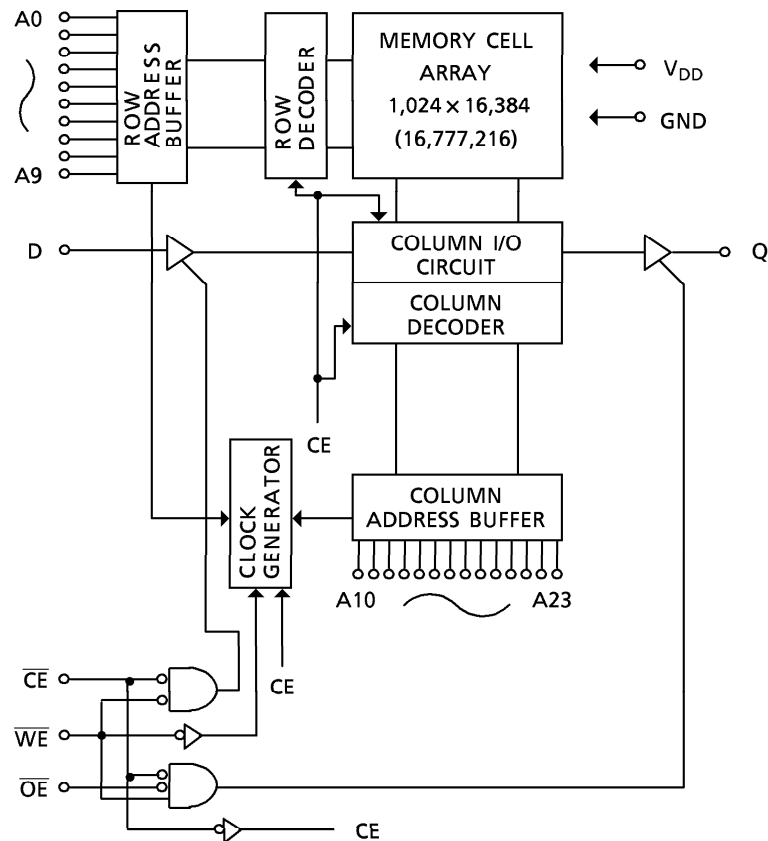 A0
A9
ROW
ADDRESS
BUFFER
ROW
DECODER
MEMORY CELL
ARRAY
1,024 × 16,384
(16,777,216)
VDD
GND
D
COLUMN I/O
CIRCUIT
COLUMN
DECODER
Q
CE
CLOCK
GENERATOR
COLUMN
ADDRESS BUFFER
A10
A23
CE
C̅E̅
W̅E̅
O̅E̅
CE